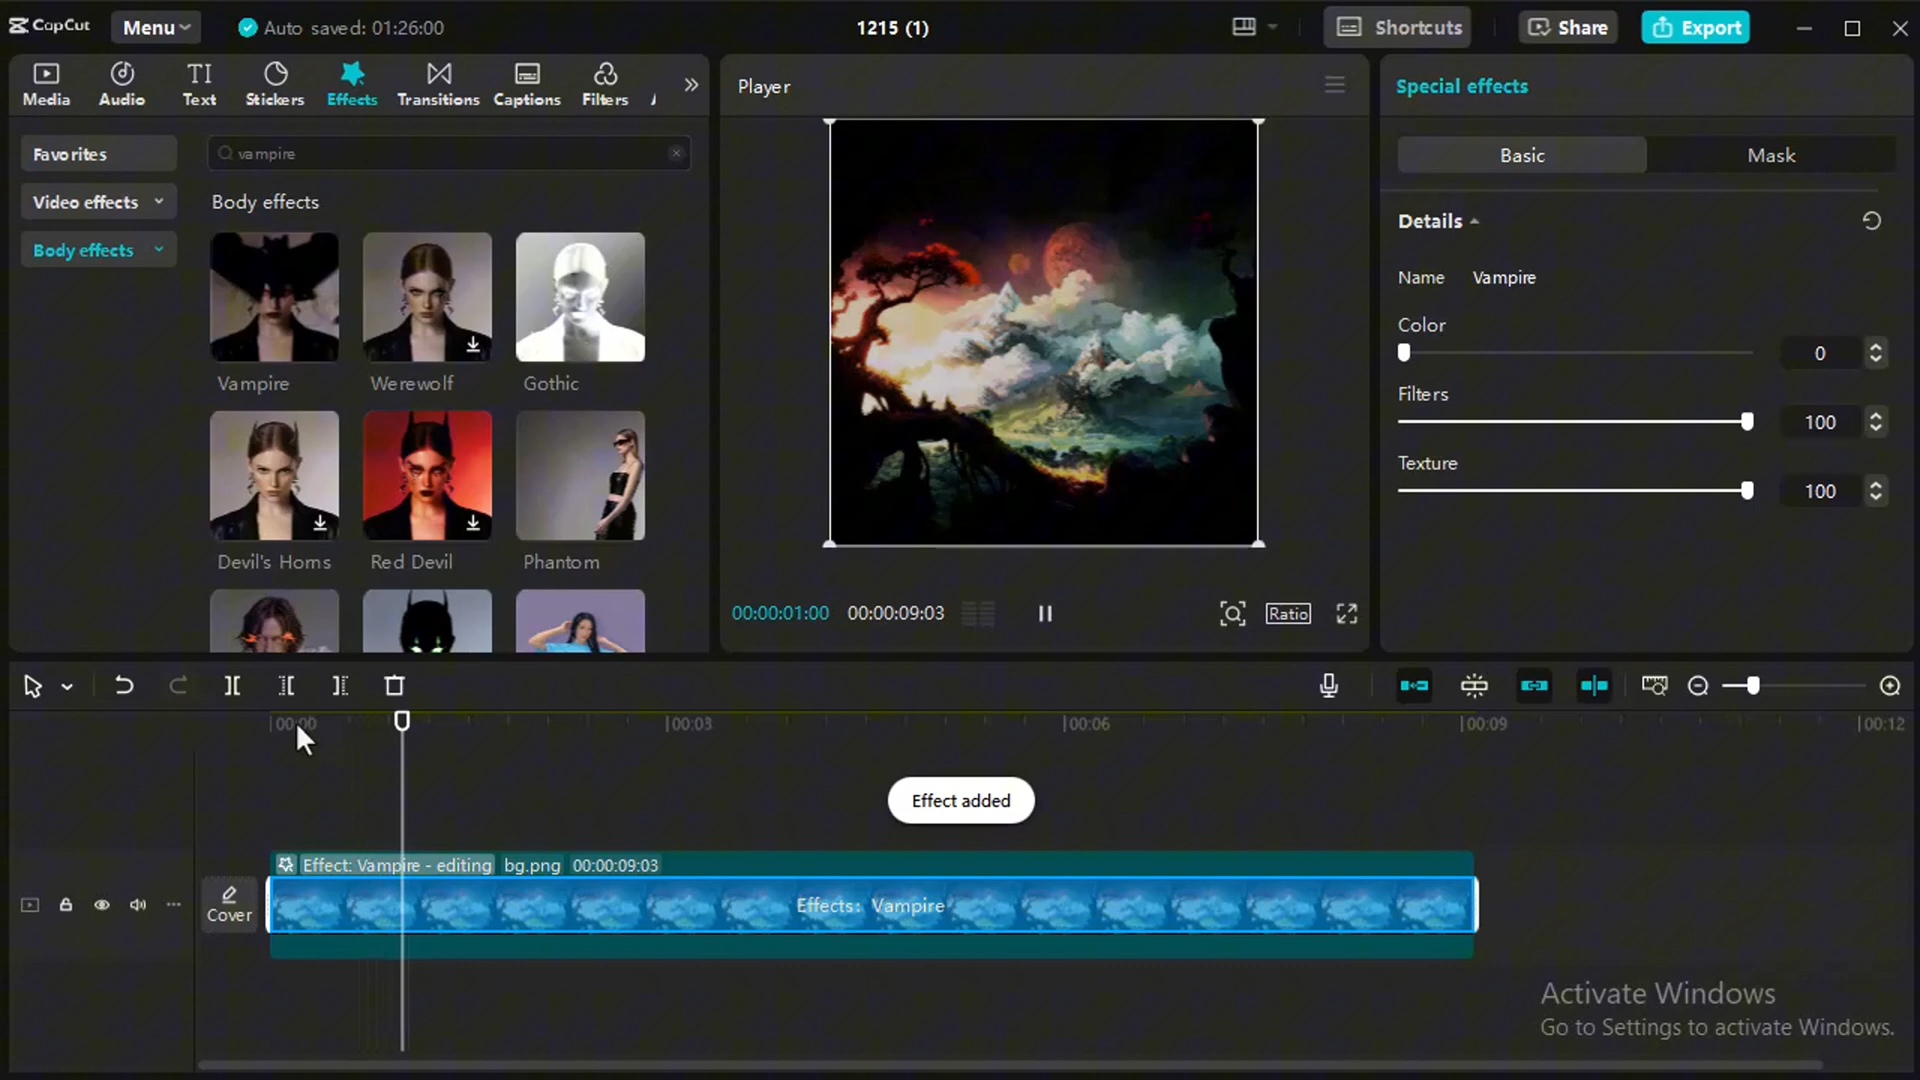 CapCut
Menu
Auto saved: 01:26:00
1215 (1)
Shortcuts
Share
Export
Media
Audio
TI
Text
Stickers
Effects
Transitions
Captions
Filters
Player
Special effects
Favorites
vampire
Basic
Mask
Video effects
Body effects
Details
Body effects
Name Vampire
Color
0
Vampire
Werewolf
Gothic
Filters
100
Texture
100
Devil's Horns
Red Devil
Phantom
00:00:01:00 00:00:09:03
Ratio
00:00
00:03
00:06
00:09
00:12
Effect added
Effect: Vampire - editing bg.png 00:00:09:03
Cover
Effects: Vampire
Activate Windows
Go to Settings to activate Windows.